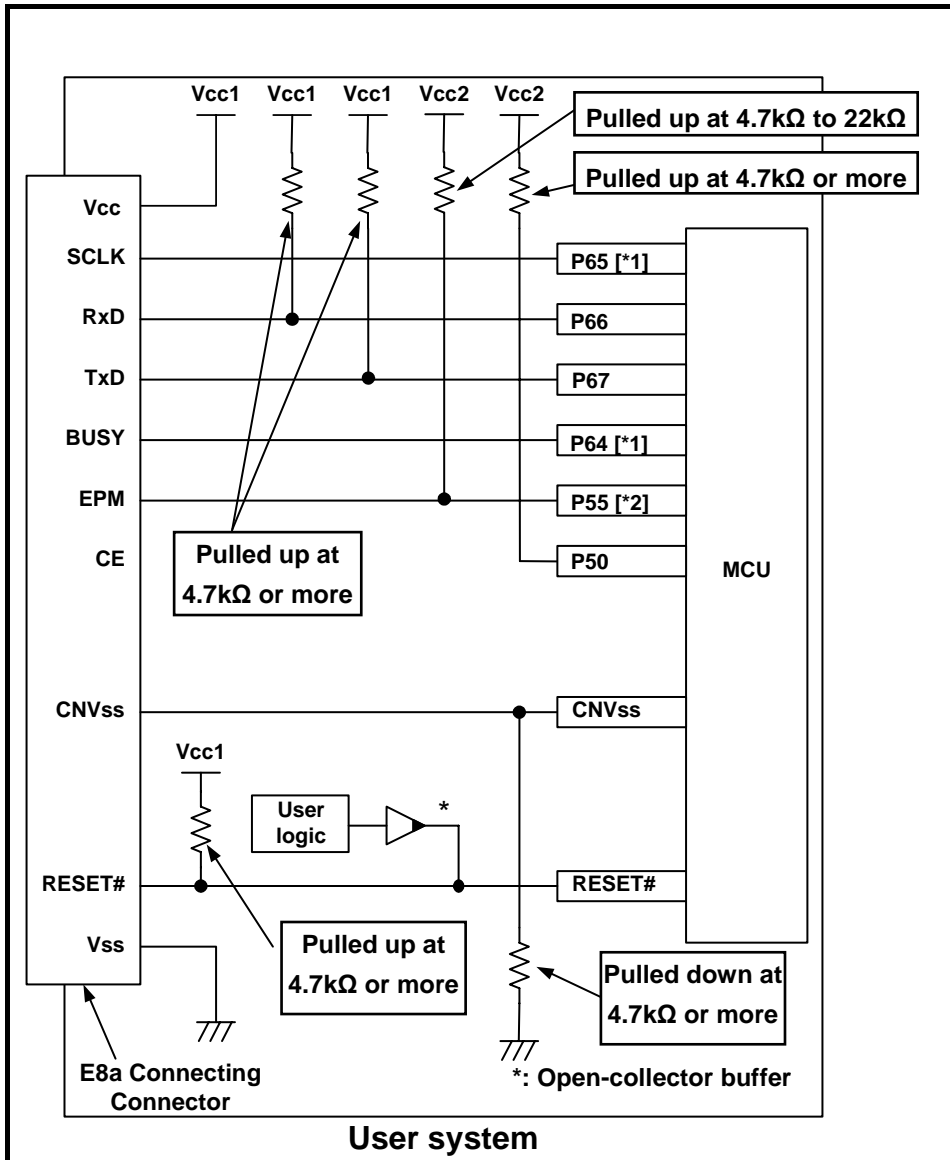 Vcc1 Vcc1 Vcc1 Vcc2 Vcc2
Pulled up at 4.7kΩ to 22kΩ
Pulled up at 4.7kΩ or more
Vcc
SCLK
P65 [*1]
RxD
P66
TxD
P67
BUSY
P64 [*1]
EPM
P55 [*2]
CE
P50
MCU
Pulled up at
4.7kΩ or more
CNVss
CNVss
Vcc1
User
logic
*
RESET#
RESET#
Vss
Pulled up at
4.7kΩ or more
Pulled down at
4.7kΩ or more
E8a Connecting
Connector
*: Open-collector buffer
User system